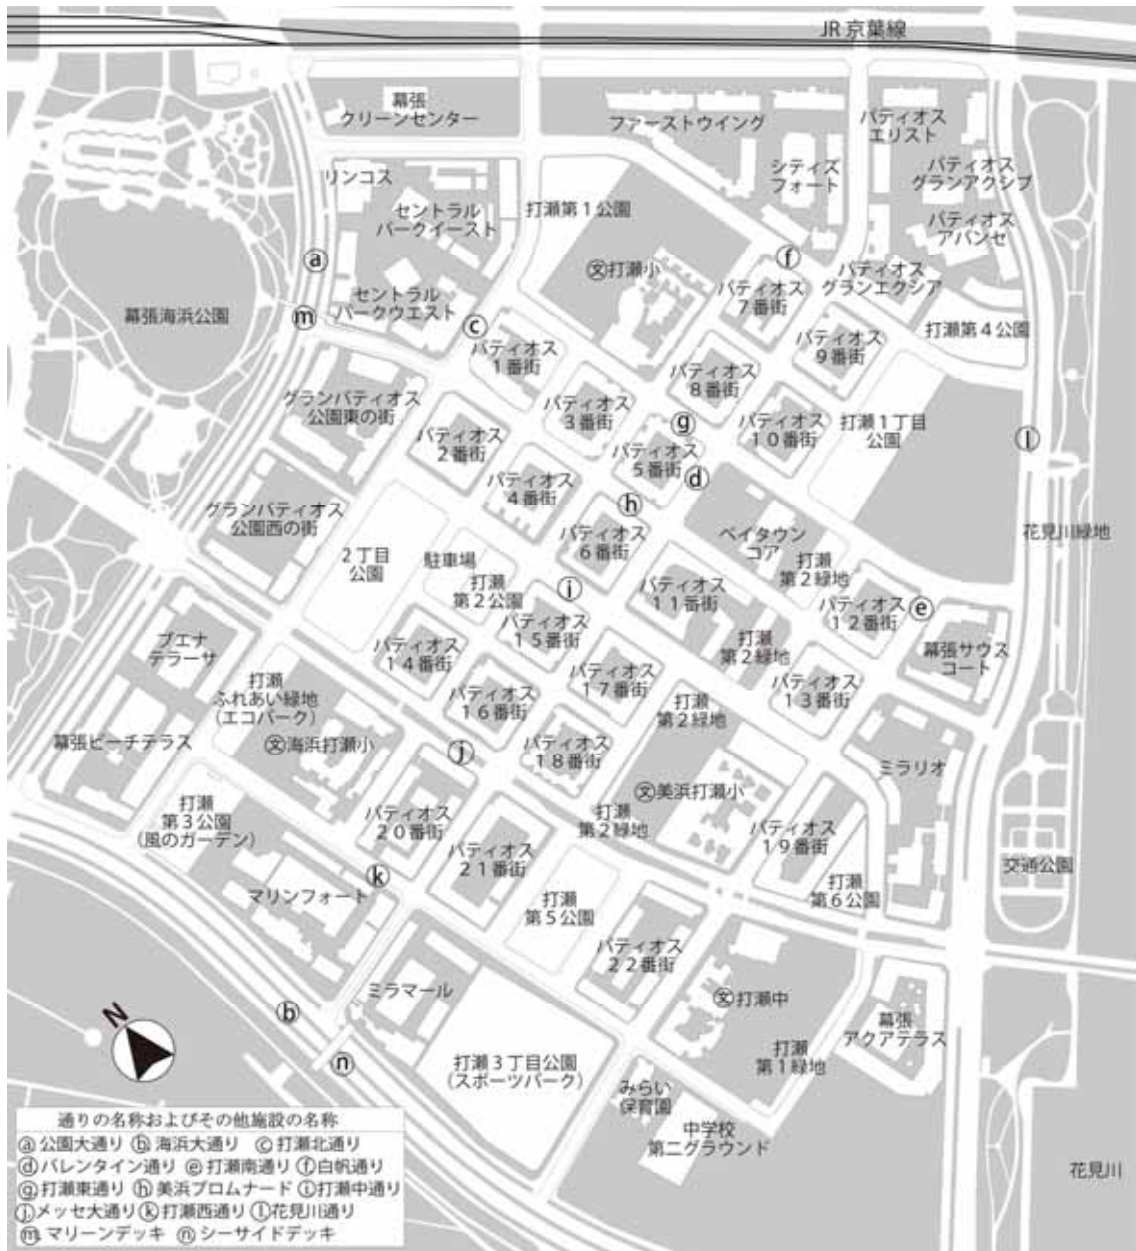 JR 京葉線
幕張
クリーンセンター
ファーストウイング
パティオス
エリスト
シティズ
フォート
パティオス
グランアクシブ
リンコス
セントラル
パークイースト
打瀬第１公園
パティオス
アバンセ
ⓐ
文打瀬小
ⓕ
パティオス
グランエクシア
パティオス
７番街
幕張海浜公園
セントラル
パークウエスト
ⓜ
ⓒ
打瀬第４公園
パティオス
１番街
パティオス
９番街
パティオス
８番街
グランパティオス
公園東の街
パティオス
３番街
ⓖ
パティオス
１０番街
打瀬１丁目
公園
ⓛ
パティオス
２番街
パティオス
５番街
ⓓ
パティオス
４番街
ⓗ
グランパティオス
公園西の街
パティオス
６番街
ベイタウン
コア
花見川緑地
２丁目
公園
駐車場
打瀬
第２公園
ⓘ
打瀬
第２緑地
パティオス
１１番街
パティオス
１２番街
ⓔ
パティオス
１５番街
ブエナ
テラーサ
パティオス
１４番街
打瀬
第２緑地
幕張サウス
コート
打瀬
ふれあい緑地
（エコパーク）
パティオス
１７番街
パティオス
１６番街
パティオス
１３番街
打瀬
第２緑地
幕張ビーチテラス
文海浜打瀬小
ⓙ
パティオス
１８番街
ミラリオ
文美浜打瀬小
打瀬
第３公園
（風のガーデン）
パティオス
２０番街
打瀬
第２緑地
パティオス
１９番街
パティオス
２１番街
交通公園
ⓚ
マリンフォート
打瀬
第５公園
打瀬
第６公園
パティオス
２２番街
ミラマール
文打瀬中
ⓑ
N
幕張
アクアテラス
ⓝ
打瀬３丁目公園
（スポーツパーク）
打瀬
第１緑地
みらい
保育園
中学校
第二グラウンド
花見川
通りの名称およびその他施設の名称
ⓐ公園大通り ⓑ海浜大通り ⓒ打瀬北通り
ⓓバレンタイン通り ⓔ打瀬南通り ⓕ白帆通り
ⓖ打瀬東通り ⓗ美浜プロムナード ⓘ打瀬中通り
ⓙメッセ大通り ⓚ打瀬西通り ⓛ花見川通り
ⓜマリーンデッキ ⓝシーサイドデッキ